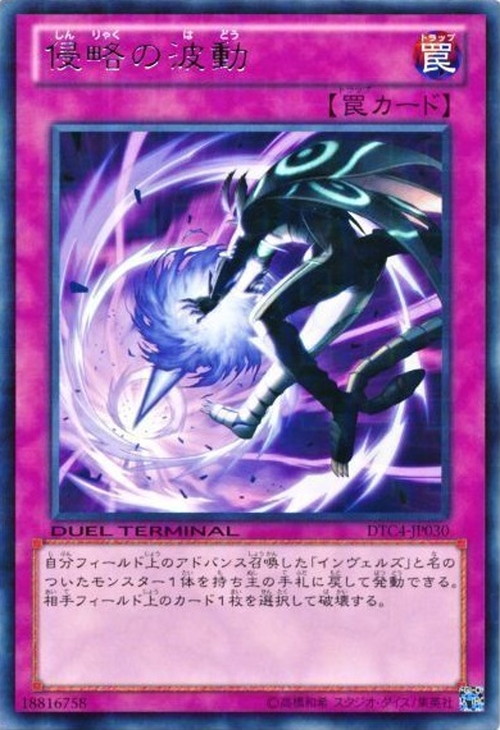 侵略の波動
罠
【罠カード】
DUEL TERMINAL
DTC4-JP030
自分フィールド上のアドバンス召喚した「インヴェルズ」と名の
ついたモンスター1体を持ち主の手札に戻して発動できる。
相手フィールド上のカード1枚を選択して破壊する。
18816758
©高橋和希 スタジオ・ダイス/集英社